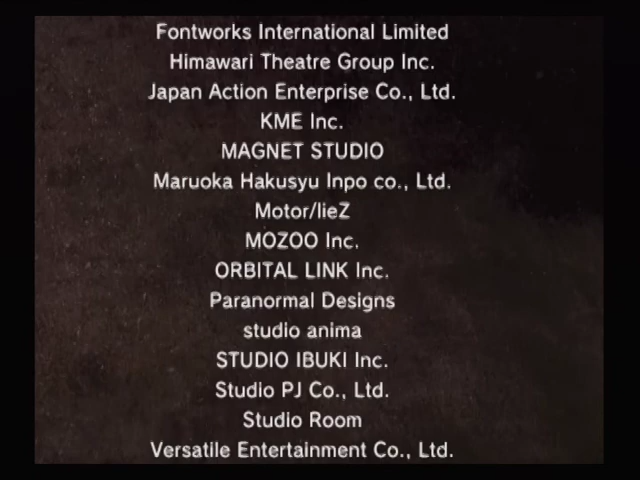 Fontworks International Limited
Himawari Theatre Group Inc.
Japan Action Enterprise Co., Ltd.
KME Inc.
MAGNET STUDIO
Maruoka Hakusyu Inpo co., Ltd.
Motor/lieZ
MOZOO Inc.
ORBITAL LINK Inc.
Paranormal Designs
studio anima
STUDIO IBUKI Inc.
Studio PJ Co., Ltd.
Studio Room
Versatile Entertainment Co., Ltd.